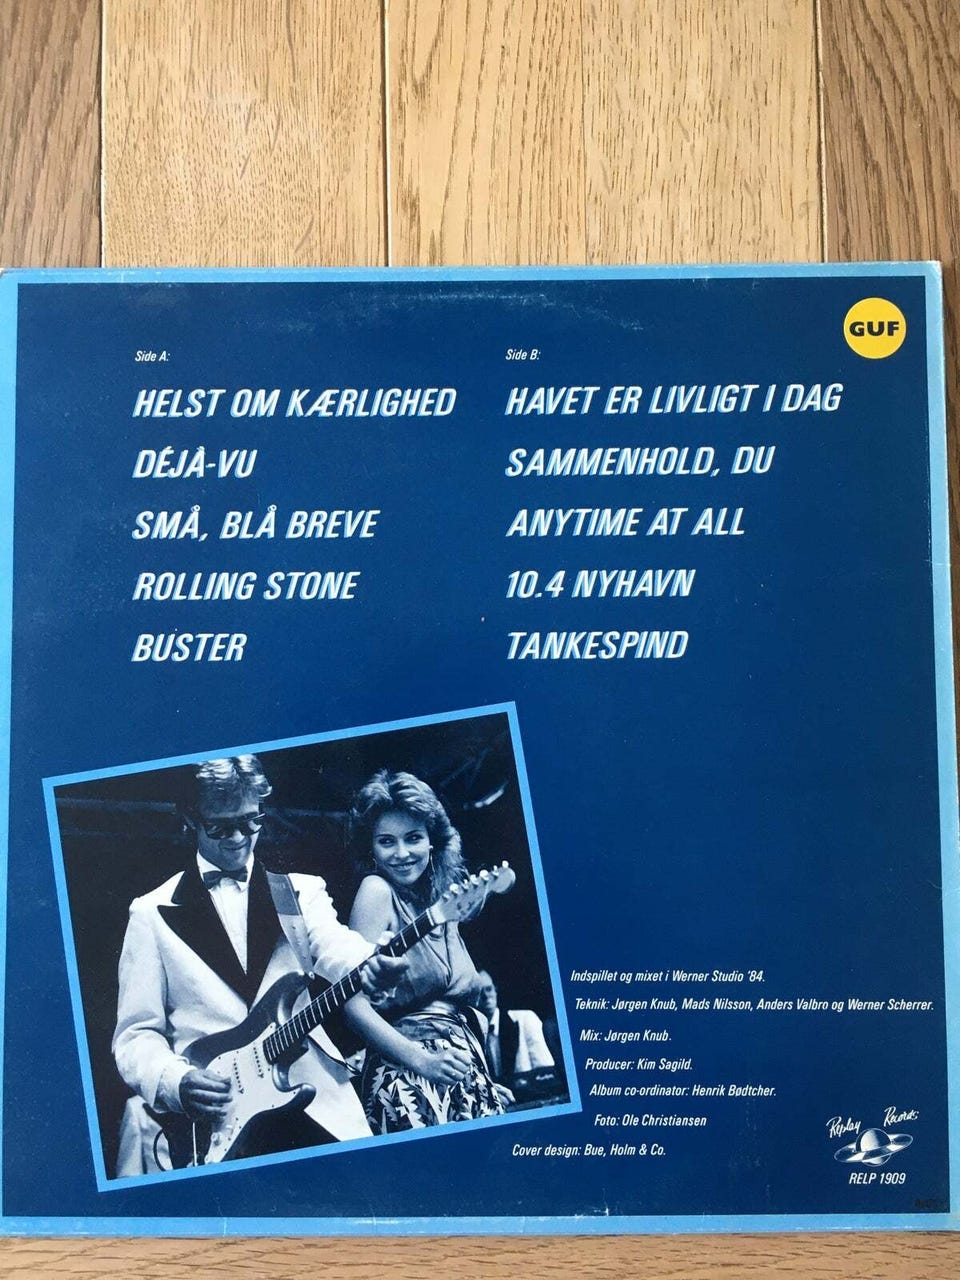 GUF
Side A:
HELST OM KÆRLIGHED
DÉJÀ-VU
SMÅ, BLÅ BREVE
ROLLING STONE
BUSTER
Side B:
HAVET ER LIVLIGT I DAG
SAMMENHOLD, DU
ANYTIME AT ALL
10.4 NYHAVN
TANKESPIND
Indspillet og mixet i Werner Studio '84.
Teknik: Jørgen Knub, Mads Nilsson, Anders Valbro og Werner Scherrer.
Mix: Jørgen Knub.
Producer: Kim Sagild.
Album co-ordinator: Henrik Bødtcher.
Foto: Ole Christiansen
Cover design: Bue, Holm & Co.
Replay Records
RELP 1909